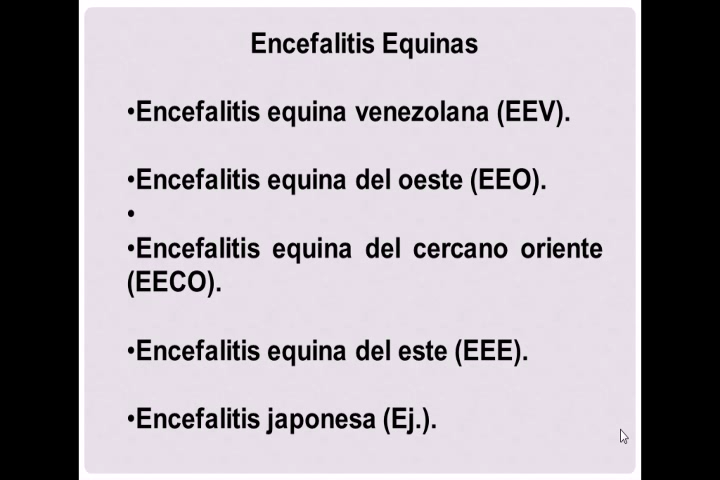 Encefalitis Equinas
•Encefalitis equina venezolana (EEV).
•Encefalitis equina del oeste (EEO).
•
•Encefalitis equina del cercano oriente
(EECO).
•Encefalitis equina del este (EEE).
•Encefalitis japonesa (Ej.).